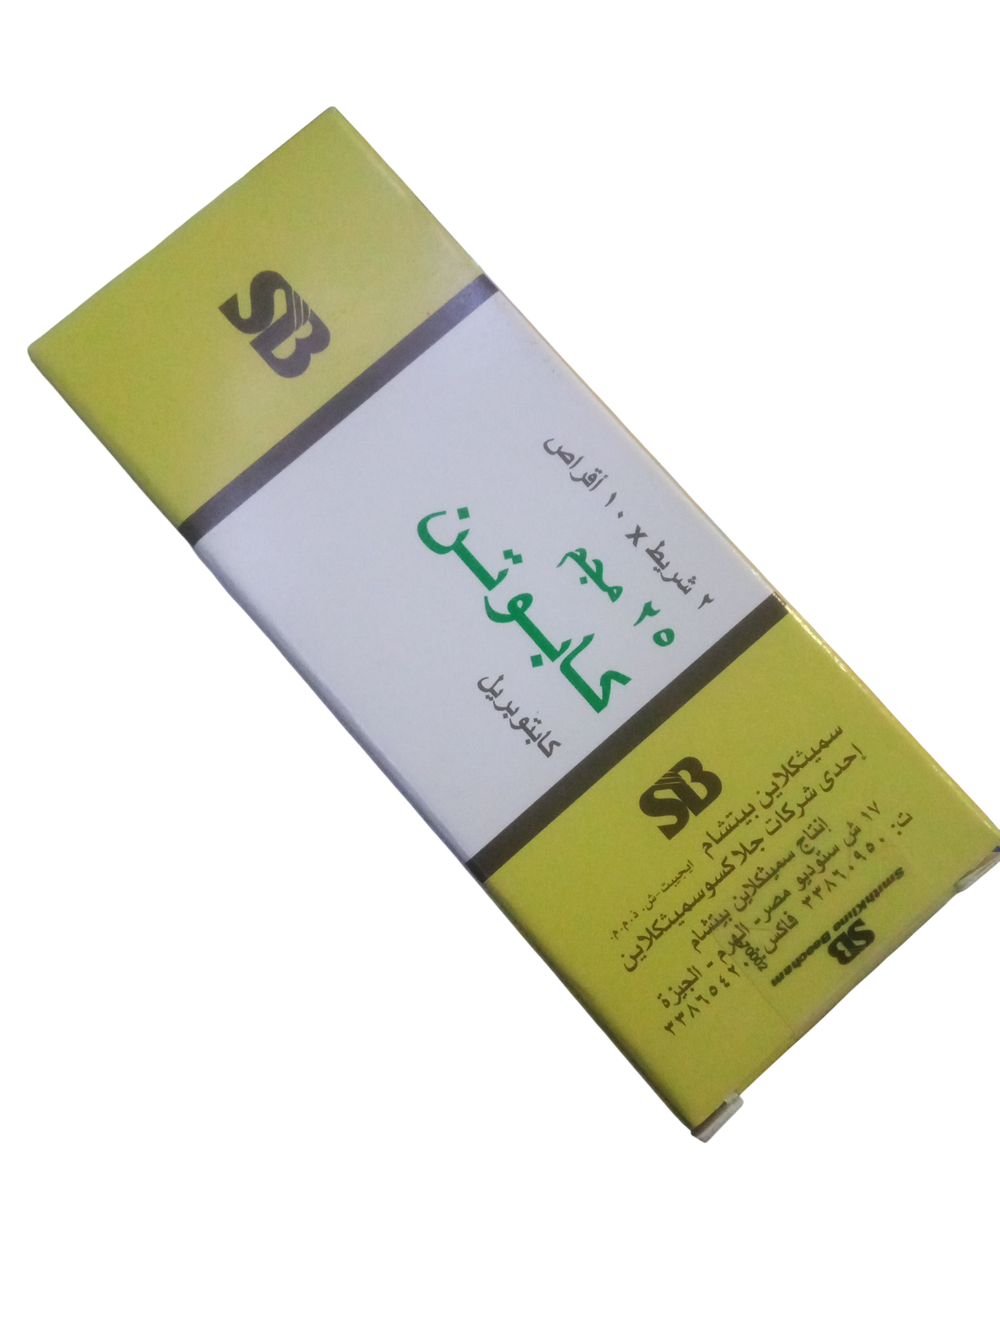 SB
كابوتن
كابتوبريل
٢٥ مجم
٢ شريط x ١٠ أقراص
SB
سميثكلاين بيتشام ايجيبت-ش.ذ.م.م.
إحدى شركات جلاكسوسميثكلاين
إنتاج سميثكلاين بيتشام
١٧ ش ستوديو مصر- الهرم - الجيزة
ت: ٣٣٨٦٠٩٥٠ فاكس: ٣٣٨٦٥٤٢
SB
SmithKline Beecham